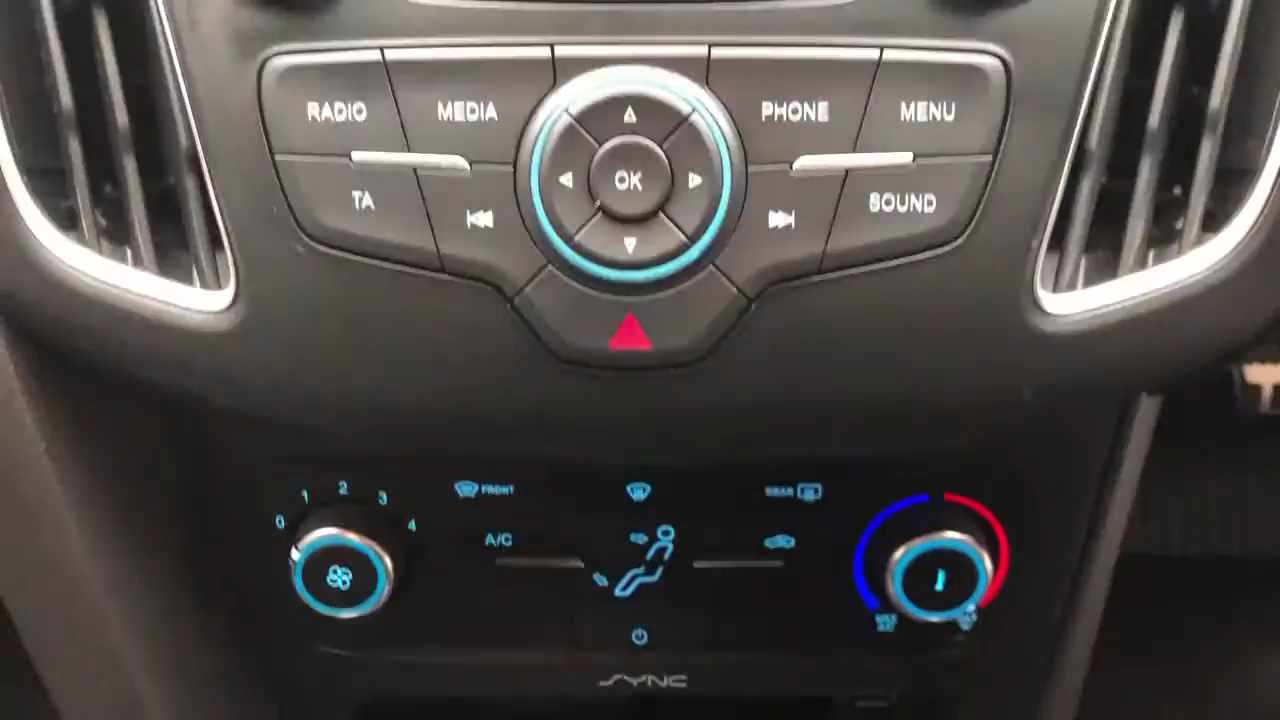 RADIO MEDIA PHONE MENU
OK
TA SOUND
0 1 2 3 4
FRONT REAR
A/C
SYNC